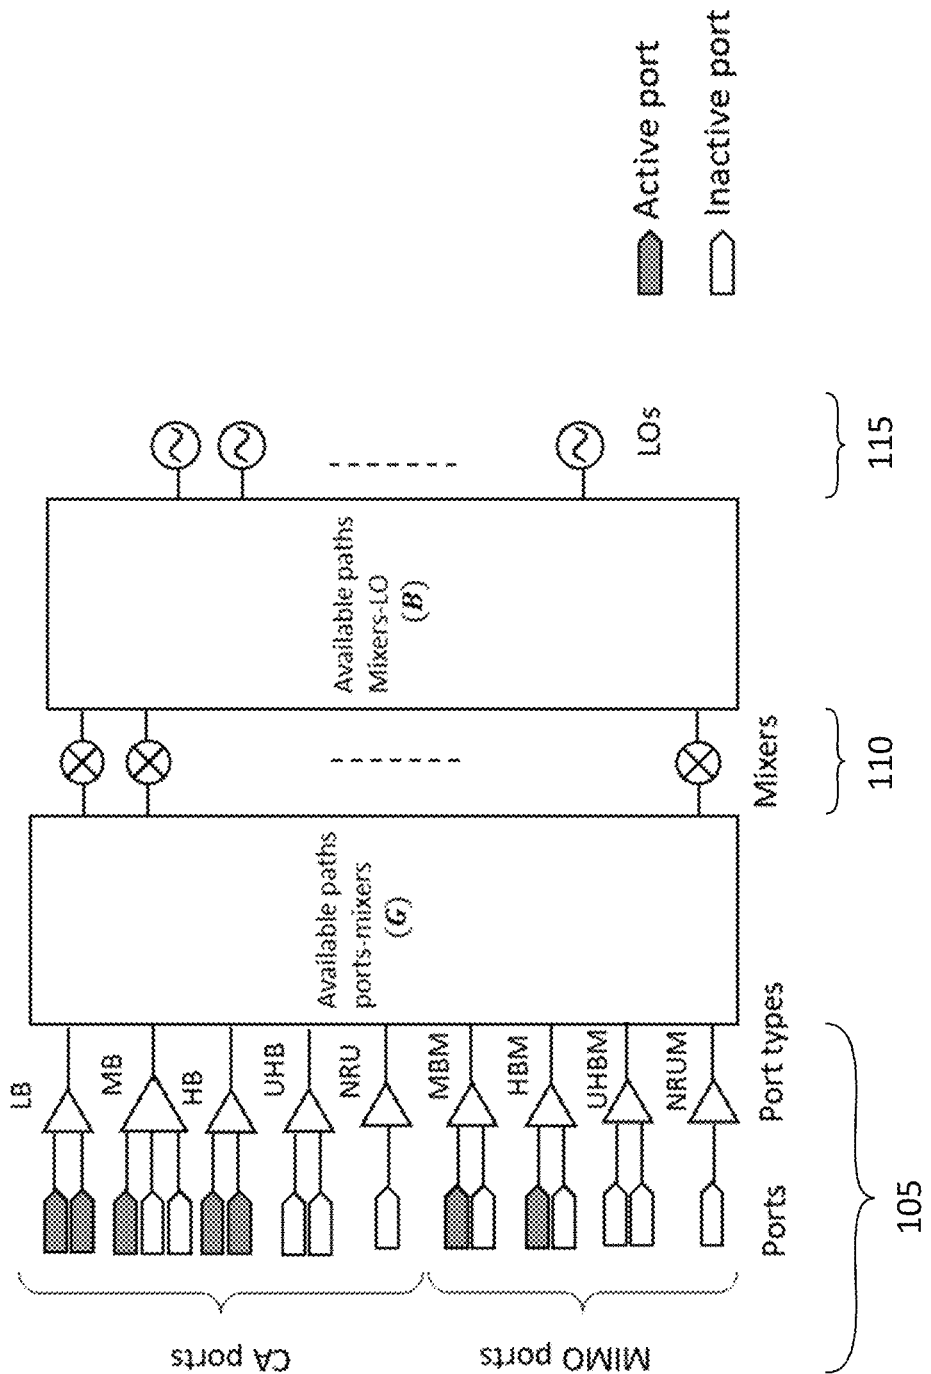 CA ports
MIMO ports
LB
MB
HB
UHB
NRU
MBM
HBM
UHBM
NRUM
Ports
Port types
105
Available paths
ports-mixers
(G)
Mixers
110
Available paths
Mixers-LO
(B)
LOs
115
Active port
Inactive port